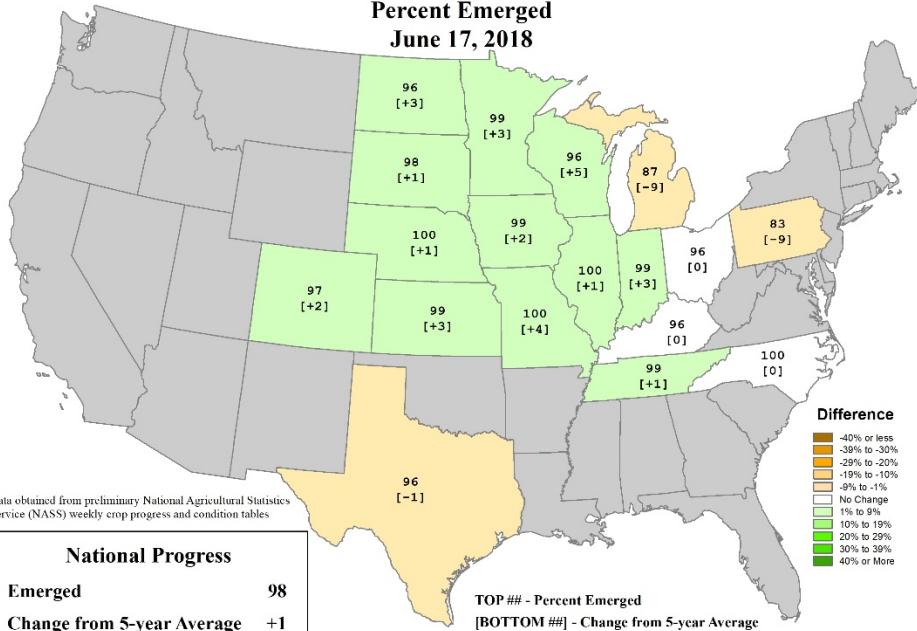 Percent Emerged
June 17, 2018
96
[+3]
99
[+3]
96
[+5]
87
[-9]
98
[+1]
83
[-9]
99
[+2]
100
[+1]
96
[0]
100
[+1]
99
[+3]
97
[+2]
99
[+3]
100
[+4]
96
[0]
100
[0]
99
[+1]
96
[-1]
Difference
-40% or less
-39% to -30%
-29% to -20%
-19% to -10%
-9% to -1%
No Change
1% to 9%
10% to 19%
20% to 29%
30% to 39%
40% or More
ata obtained from preliminary National Agricultural Statistics
ervice (NASS) weekly crop progress and condition tables
National Progress
Emerged 98
Change from 5-year Average +1
TOP ## - Percent Emerged
[BOTTOM ##] - Change from 5-year Average